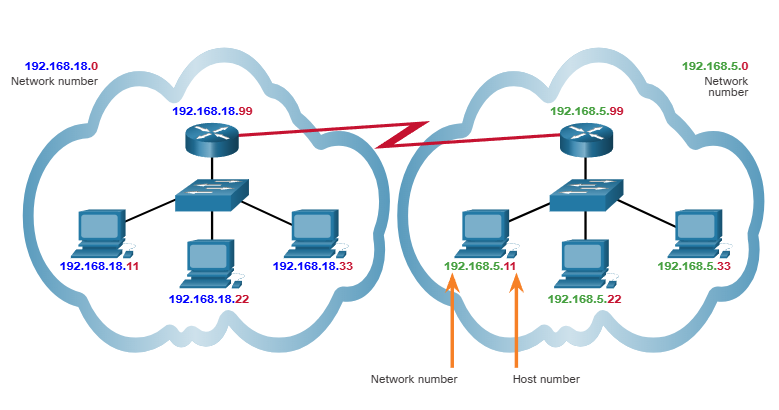 192.168.18.0
Network number
192.168.5.0
Network
number
192.168.18.99
192.168.5.99
192.168.18.11
192.168.18.33
192.168.5.11
192.168.5.33
192.168.18.22
192.168.5.22
Network number
Host number